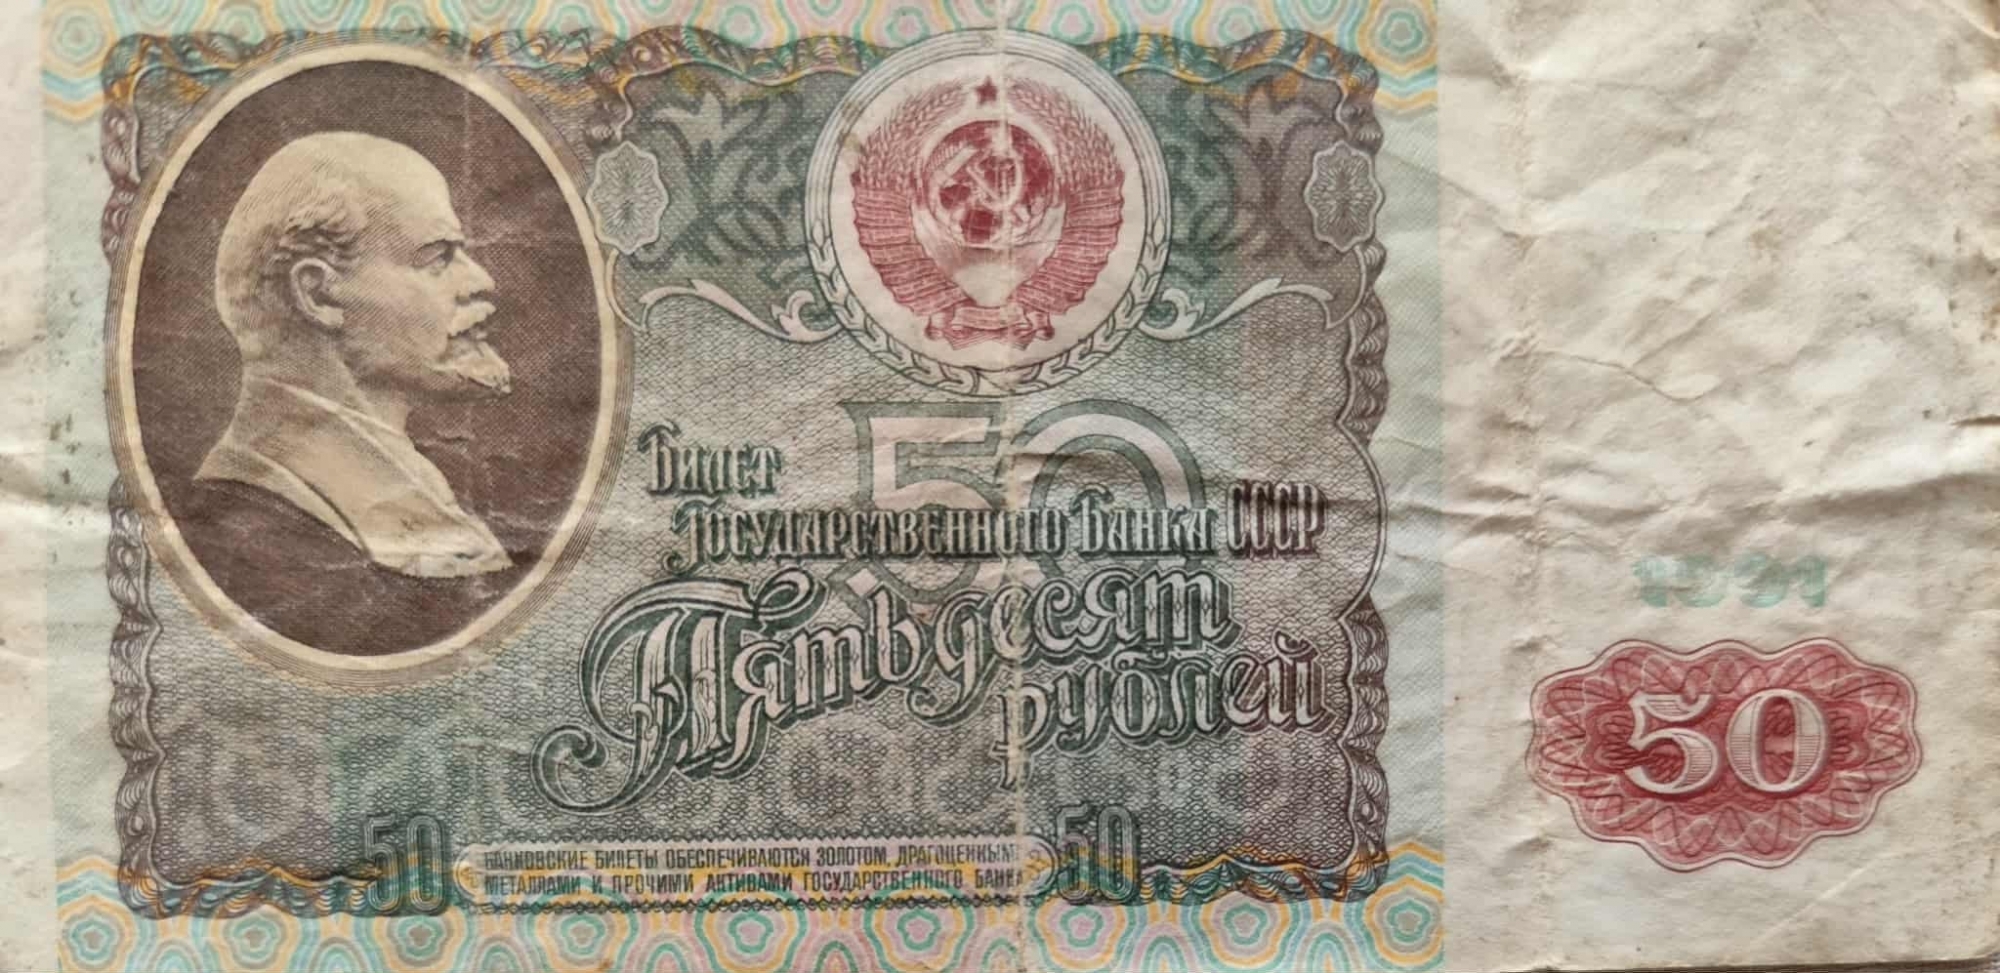 50
Билет
Государственного Банка СССР
Пятьдесят
рублей
1991
50
50
БАНКОВСКИЕ БИЛЕТЫ ОБЕСПЕЧИВАЮТСЯ ЗОЛОТОМ, ДРАГОЦЕННЫМИ
МЕТАЛЛАМИ И ПРОЧИМИ АКТИВАМИ ГОСУДАРСТВЕННОГО БАНКА
50